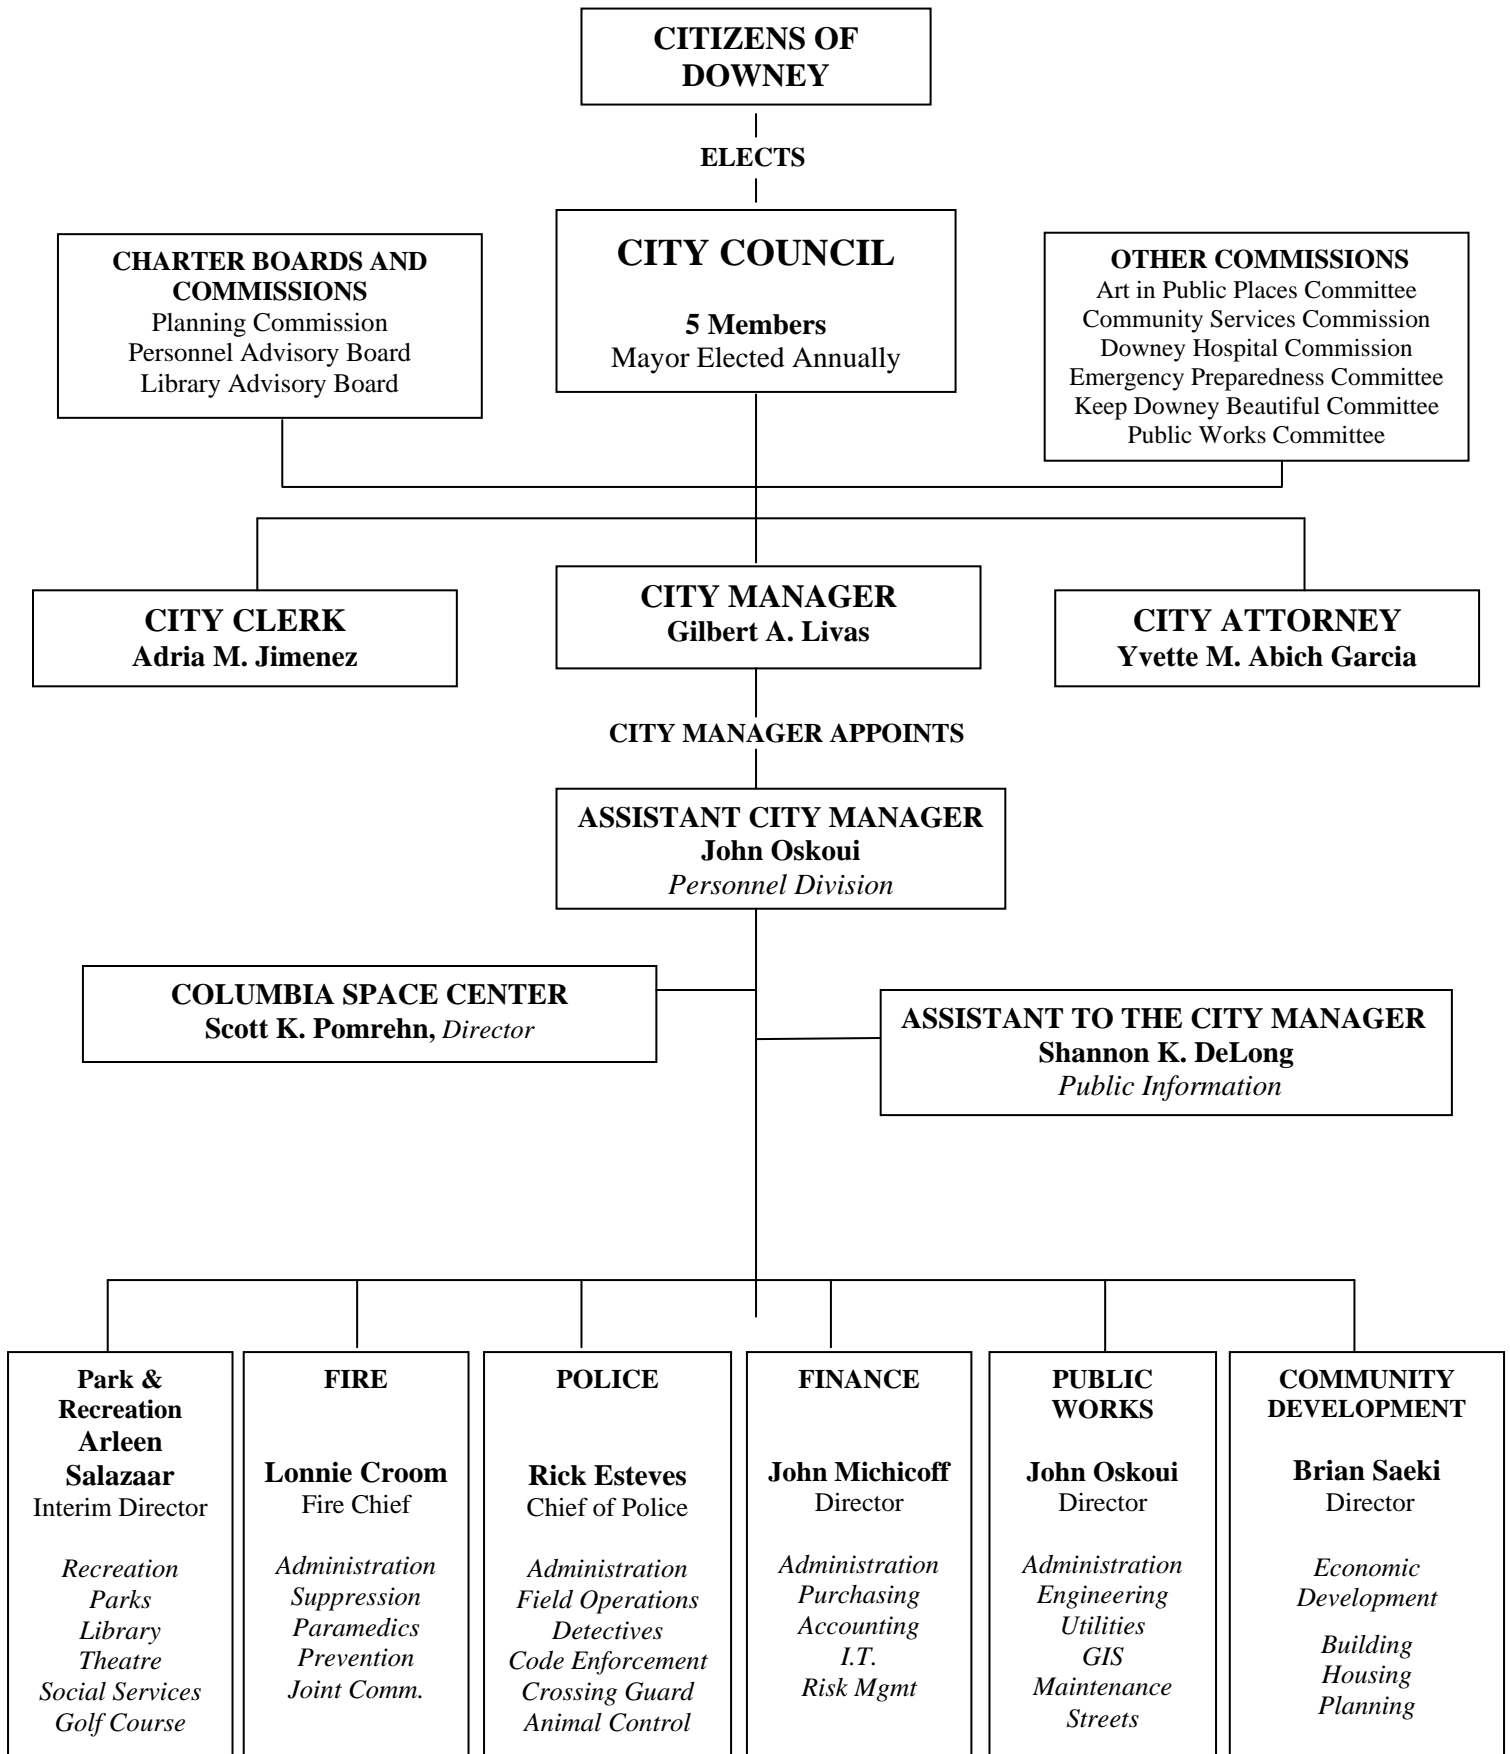 CITIZENS OF
DOWNEY
ELECTS
CHARTER BOARDS AND
COMMISSIONS
Planning Commission
Personnel Advisory Board
Library Advisory Board
CITY COUNCIL
5 Members
Mayor Elected Annually
OTHER COMMISSIONS
Art in Public Places Committee
Community Services Commission
Downey Hospital Commission
Emergency Preparedness Committee
Keep Downey Beautiful Committee
Public Works Committee
CITY CLERK
Adria M. Jimenez
CITY MANAGER
Gilbert A. Livas
CITY ATTORNEY
Yvette M. Abich Garcia
CITY MANAGER APPOINTS
ASSISTANT CITY MANAGER
John Oskoui
Personnel Division
COLUMBIA SPACE CENTER
Scott K. Pomrehn, Director
ASSISTANT TO THE CITY MANAGER
Shannon K. DeLong
Public Information
Park &
Recreation
Arleen
Salazaar
Interim Director
Recreation
Parks
Library
Theatre
Social Services
Golf Course
FIRE
Lonnie Croom
Fire Chief
Administration
Suppression
Paramedics
Prevention
Joint Comm.
POLICE
Rick Esteves
Chief of Police
Administration
Field Operations
Detectives
Code Enforcement
Crossing Guard
Animal Control
FINANCE
John Michicoff
Director
Administration
Purchasing
Accounting
I.T.
Risk Mgmt
PUBLIC
WORKS
John Oskoui
Director
Administration
Engineering
Utilities
GIS
Maintenance
Streets
COMMUNITY
DEVELOPMENT
Brian Saeki
Director
Economic
Development
Building
Housing
Planning